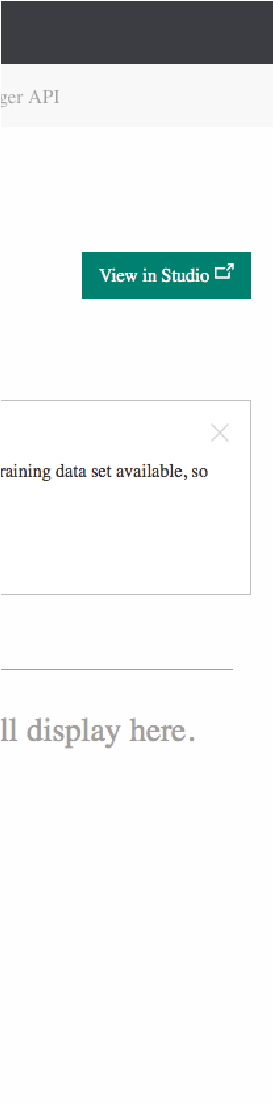 ger API
View in Studio
raining data set available, so
ll display here.